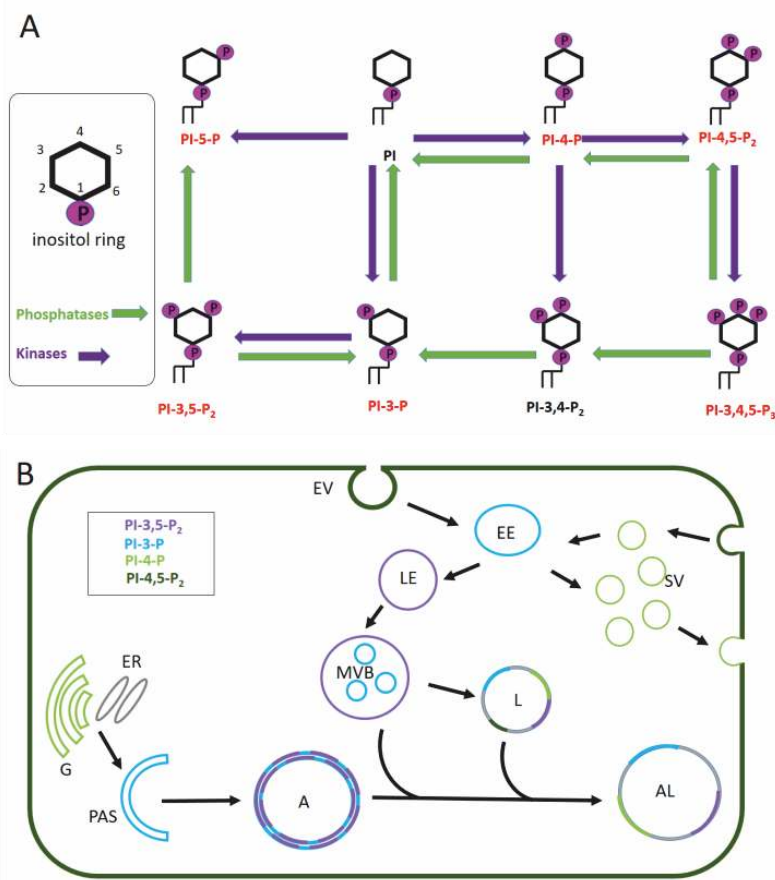 A
P
P
P
P
P
P
P
P
PI-5-P
PI
PI-4-P
PI-4,5-P₂
4
3
5
2
1
6
P
inositol ring
Phosphatases
Kinases
P
P
P
P
P
P
P
P
P
P
P
P
PI-3,5-P₂
PI-3-P
PI-3,4-P₂
PI-3,4,5-P₃
B
EV
PI-3,5-P₂
PI-3-P
PI-4-P
PI-4,5-P₂
EE
LE
SV
ER
MVB
L
G
PAS
A
AL